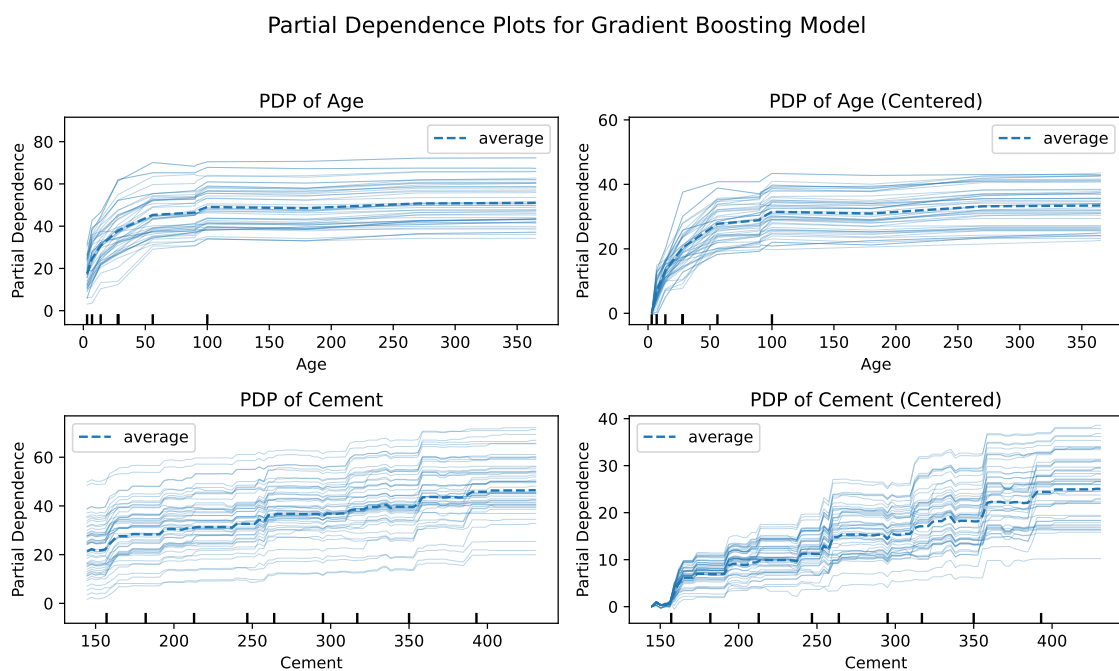 Partial Dependence Plots for Gradient Boosting Model
PDP of Age
PDP of Age (Centered)
80
60
40
20
0
Partial Dependence
average
0 50 100 150 200 250 300 350
Age
60
40
20
0
Partial Dependence
average
0 50 100 150 200 250 300 350
Age
PDP of Cement
PDP of Cement (Centered)
60
40
20
0
Partial Dependence
average
150 200 250 300 350 400
Cement
40
30
20
10
0
Partial Dependence
average
150 200 250 300 350 400
Cement